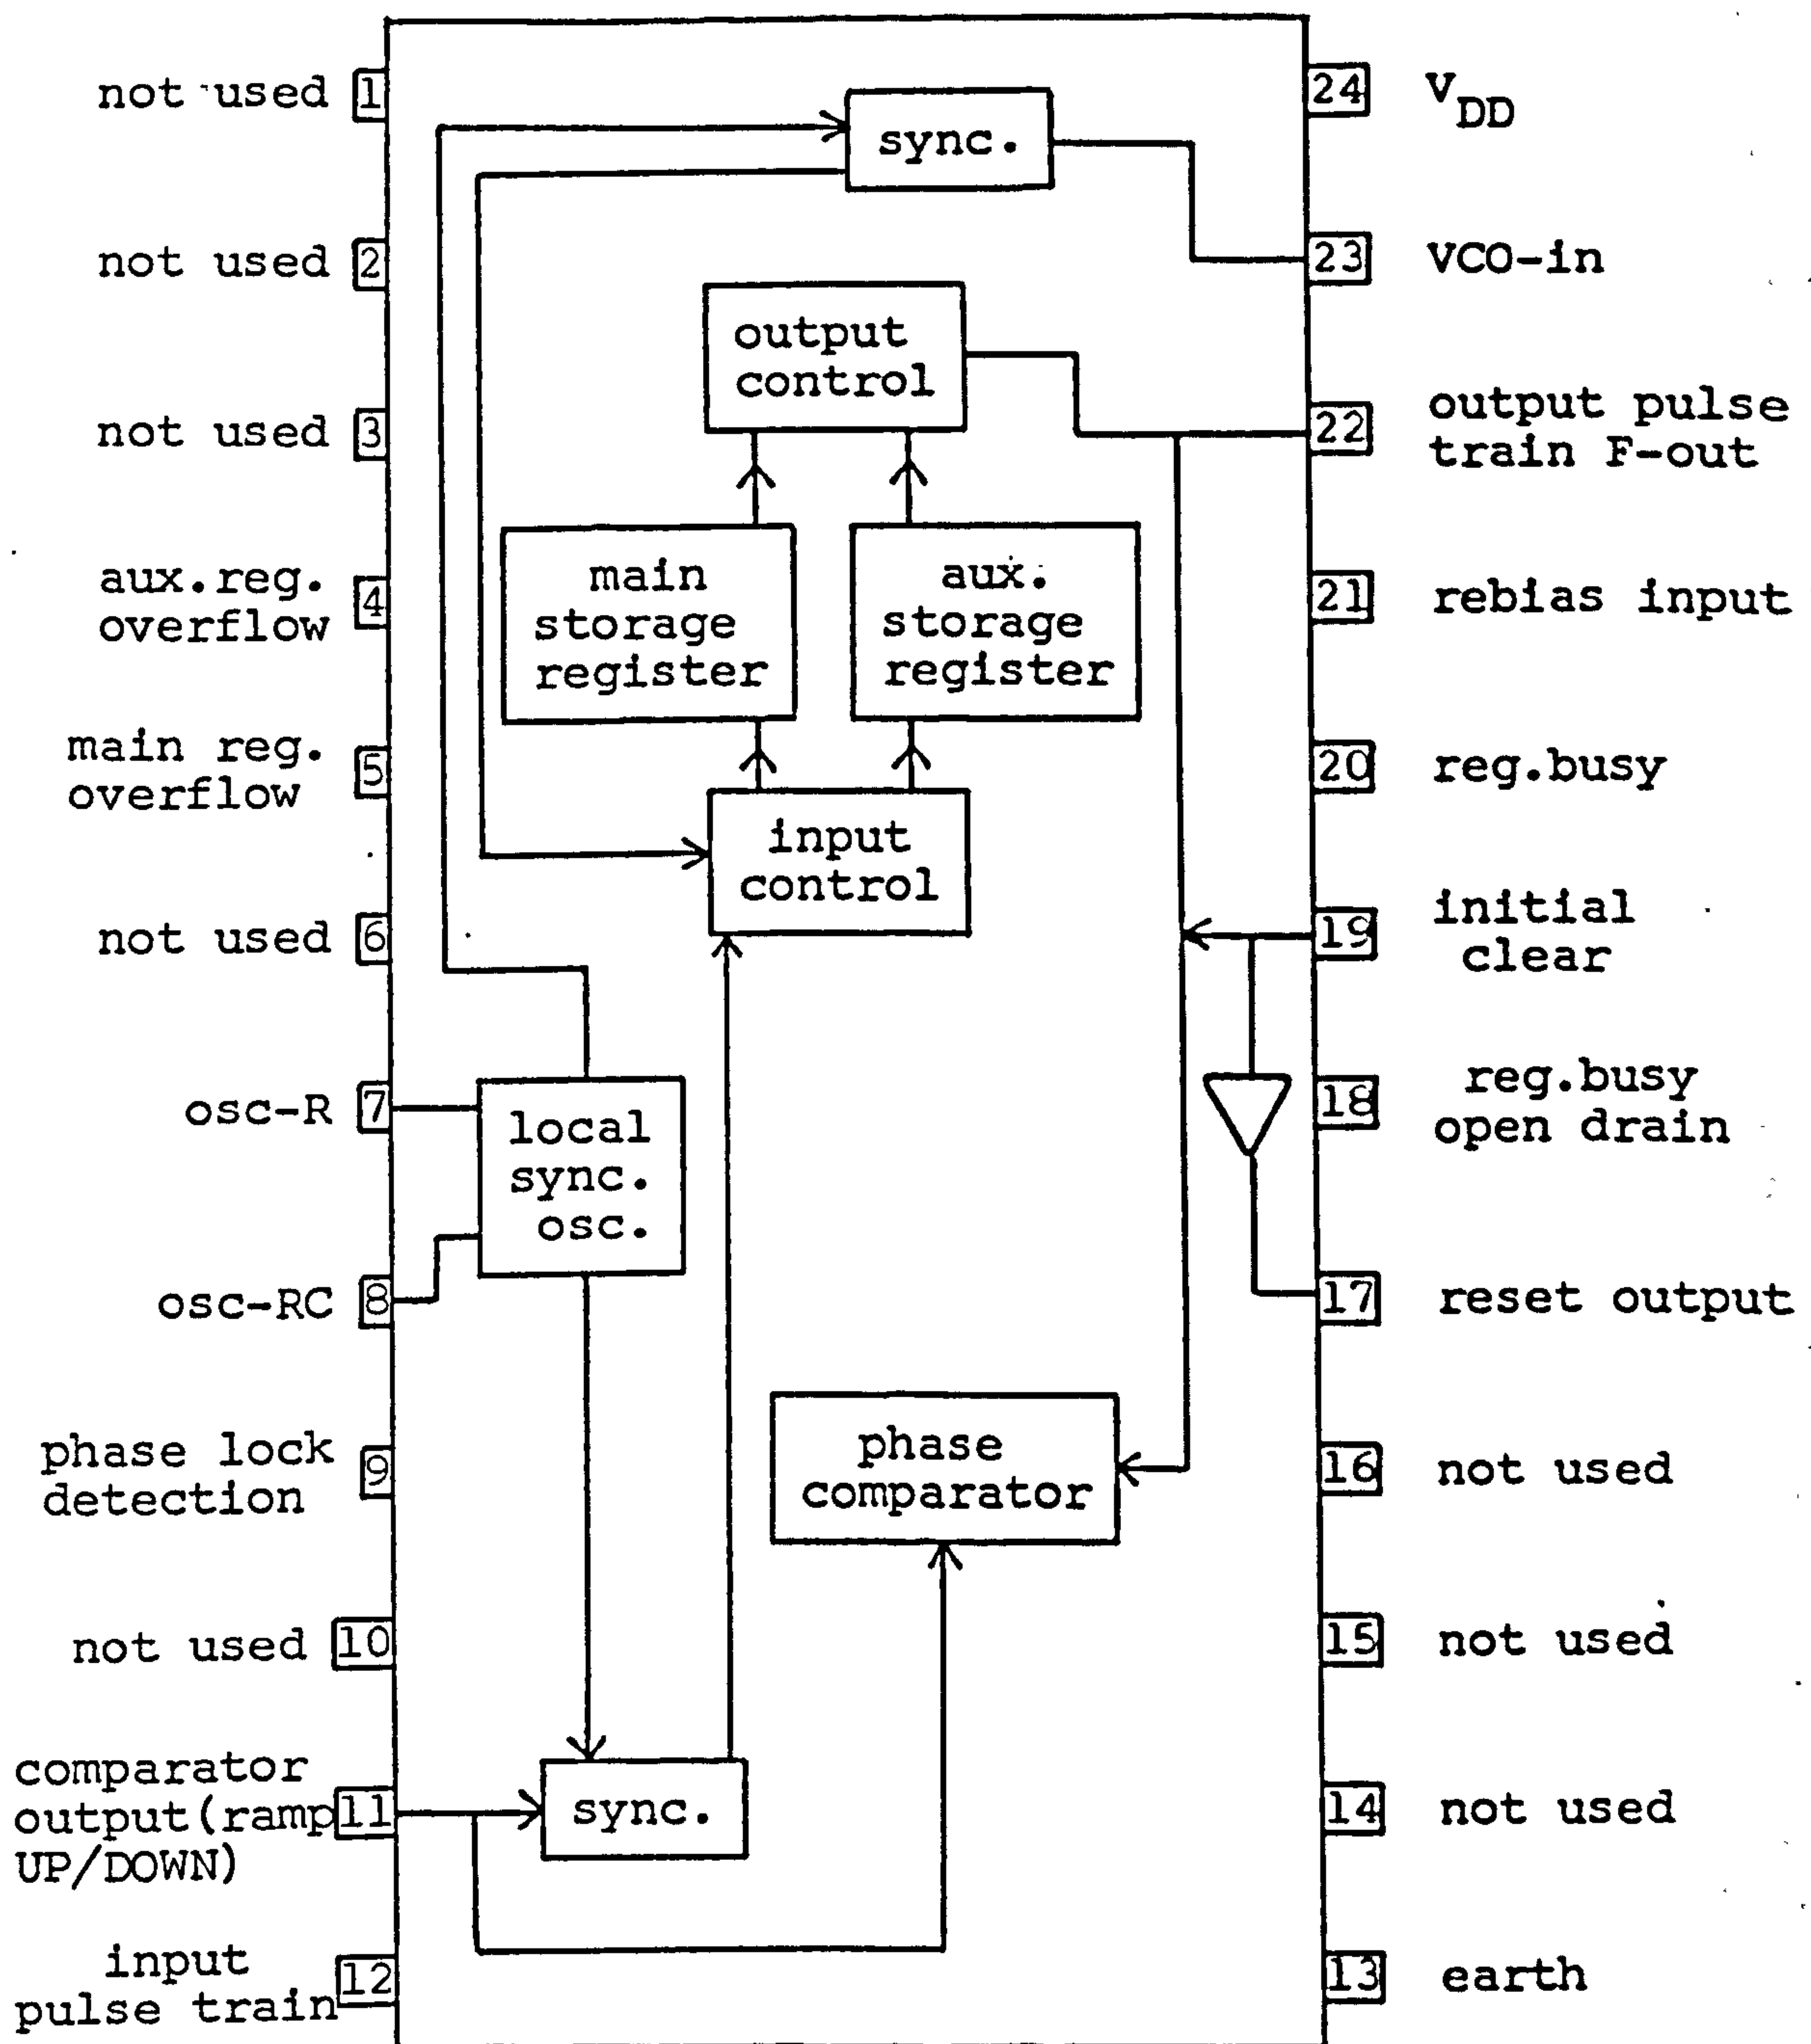 not used 1
not used 2
not used 3
aux.reg.
overflow 4
main reg.
overflow 5
not used 6
osc-R 7
osc-RC 8
phase lock
detection 9
not used 10
comparator
output(ramp 11
UP/DOWN)
input
pulse train 12
sync.
output
control
main
storage
register
aux.
storage
register
input
control
local
sync.
osc.
phase
comparator
sync.
24 VDD
23 VCO-in
22 output pulse
train F-out
21 rebias input
20 reg.busy
19 initial
clear
18 reg.busy
open drain
17 reset output
16 not used
15 not used
14 not used
13 earth